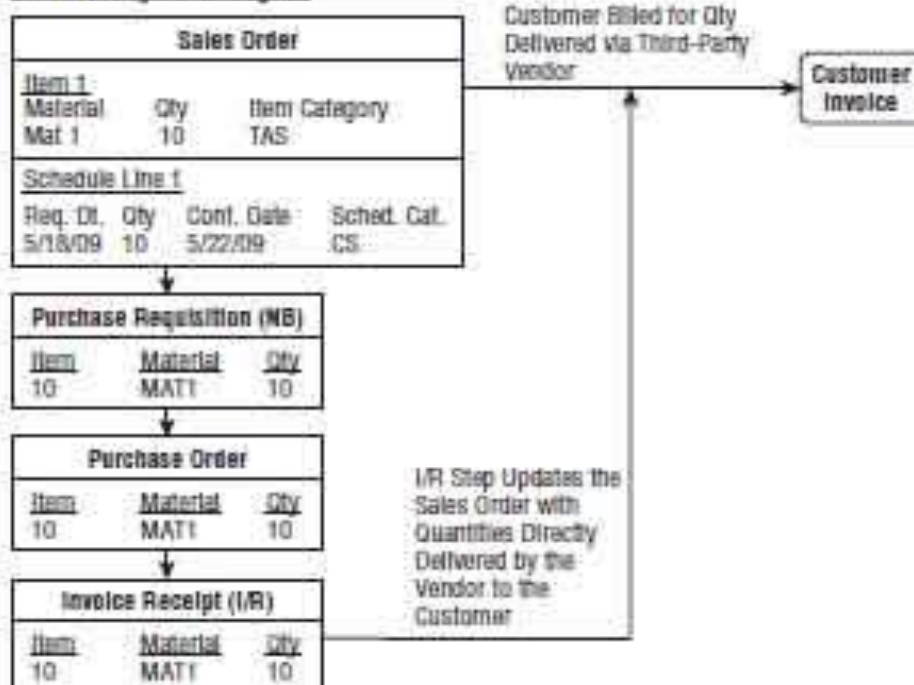 Sales Order
Item 1
Material Qty Item Category
Mat 1 10 TAS
Schedule Line 1
Req. Dt. Qty Conf. Date Sched. Cat.
5/18/09 10 5/22/09 CS
Customer Billed for Qty
Delivered via Third-Party
Vendor
Customer
Invoice
Purchase Requisition (NB)
Item Material Qty
10 MAT1 10
Purchase Order
Item Material Qty
10 MAT1 10
I/R Step Updates the
Sales Order with
Quantities Directly
Delivered by the
Vendor to the
Customer
Invoice Receipt (I/R)
Item Material Qty
10 MAT1 10